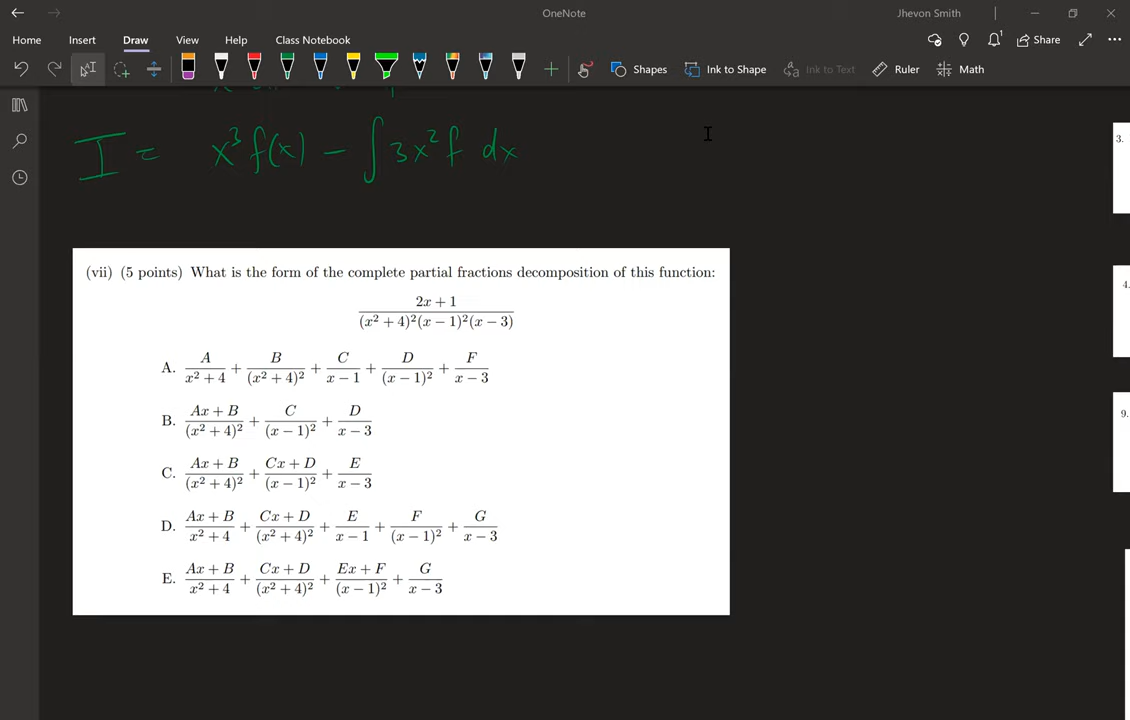 OneNote
Jhevon Smith
Home Insert Draw View Help Class Notebook
Share
Shapes Ink to Shape Ink to Text Ruler Math
I = x³ f(x) − ∫ 3x² f dx
3.
(vii) (5 points) What is the form of the complete partial fractions decomposition of this function:
(2x + 1)/((x² + 4)²(x − 1)²(x − 3))
4.
A. A/(x² + 4) + B/(x² + 4)² + C/(x − 1) + D/(x − 1)² + F/(x − 3)
B. (Ax + B)/(x² + 4)² + C/(x − 1)² + D/(x − 3)
9.
C. (Ax + B)/(x² + 4)² + (Cx + D)/(x − 1)² + E/(x − 3)
D. (Ax + B)/(x² + 4) + (Cx + D)/(x² + 4)² + E/(x − 1) + F/(x − 1)² + G/(x − 3)
E. (Ax + B)/(x² + 4) + (Cx + D)/(x² + 4)² + (Ex + F)/(x − 1)² + G/(x − 3)